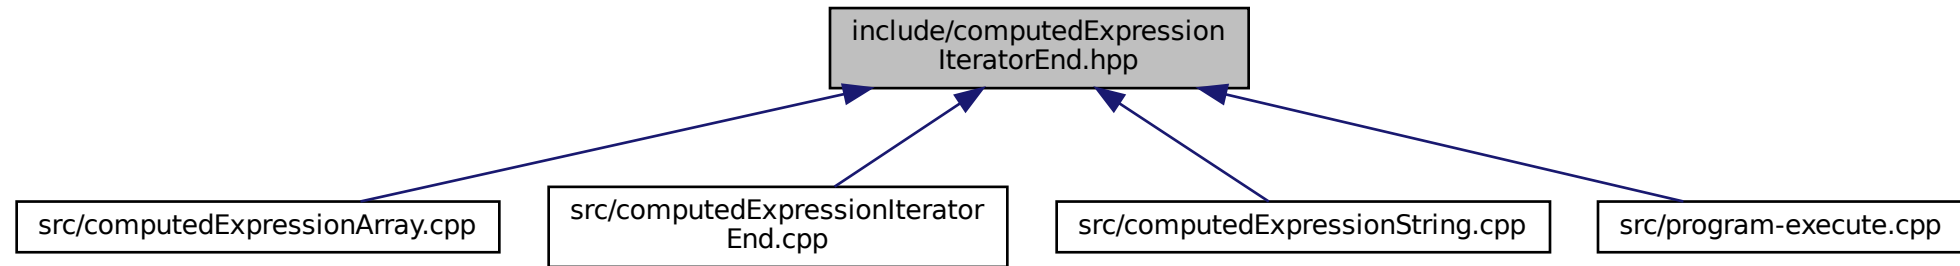 include/computedExpression
IteratorEnd.hpp
src/computedExpressionArray.cpp
src/computedExpressionIterator
End.cpp
src/computedExpressionString.cpp
src/program-execute.cpp